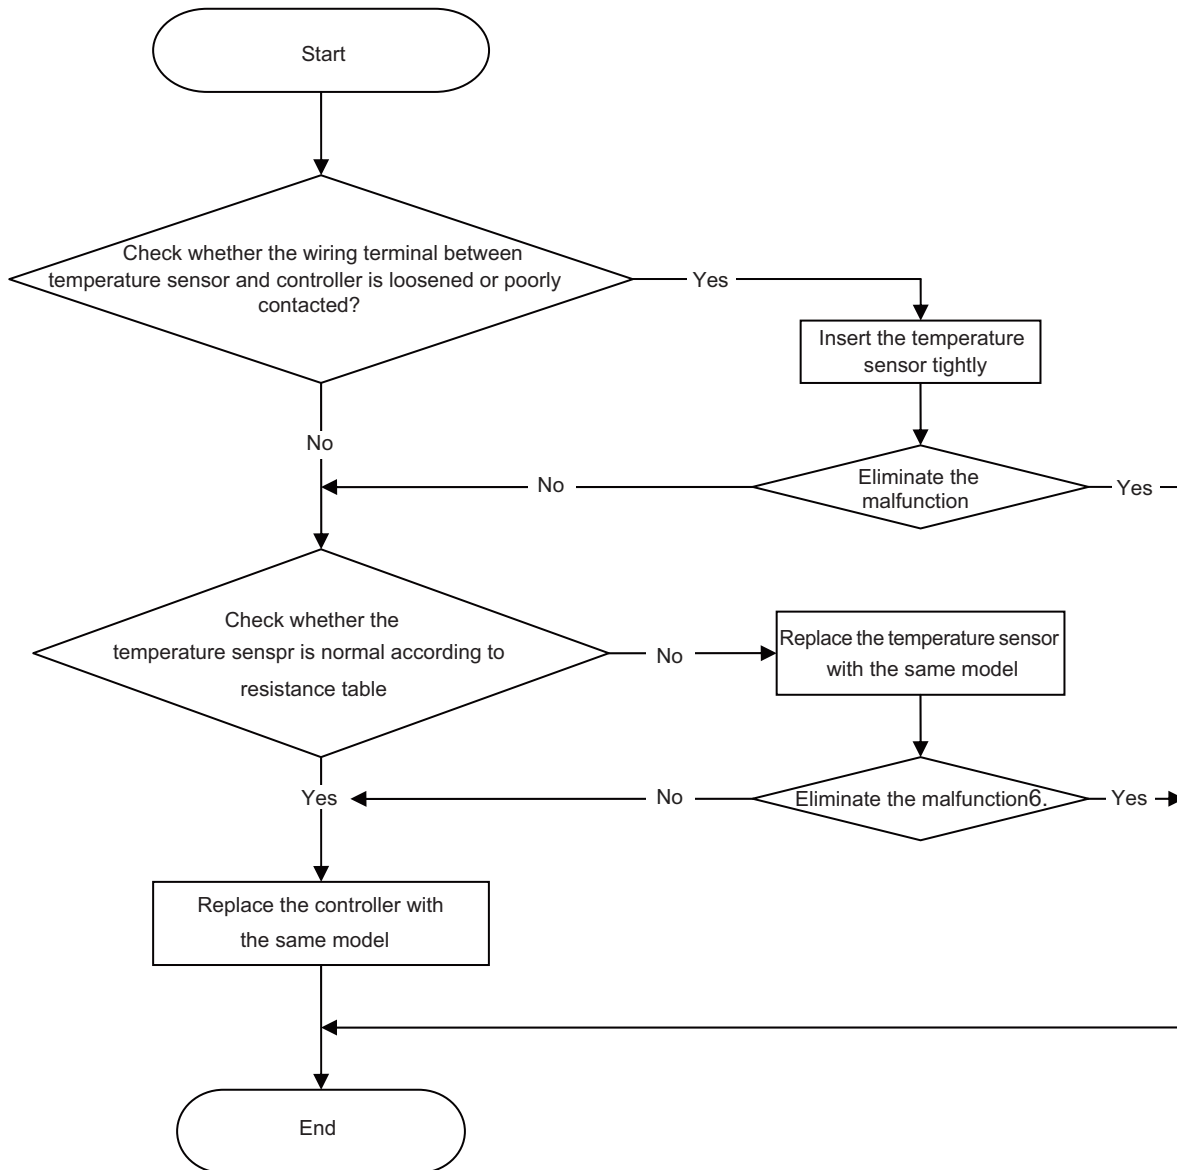 Start
Check whether the wiring terminal between
temperature sensor and controller is loosened or poorly
contacted?
Yes
Insert the temperature
sensor tightly
No
Eliminate the
malfunction
No
Yes
Check whether the
temperature senspr is normal according to
resistance table
No
Replace the temperature sensor
with the same model
Yes
No
Eliminate the malfunction6.
Yes
Replace the controller with
the same model
End